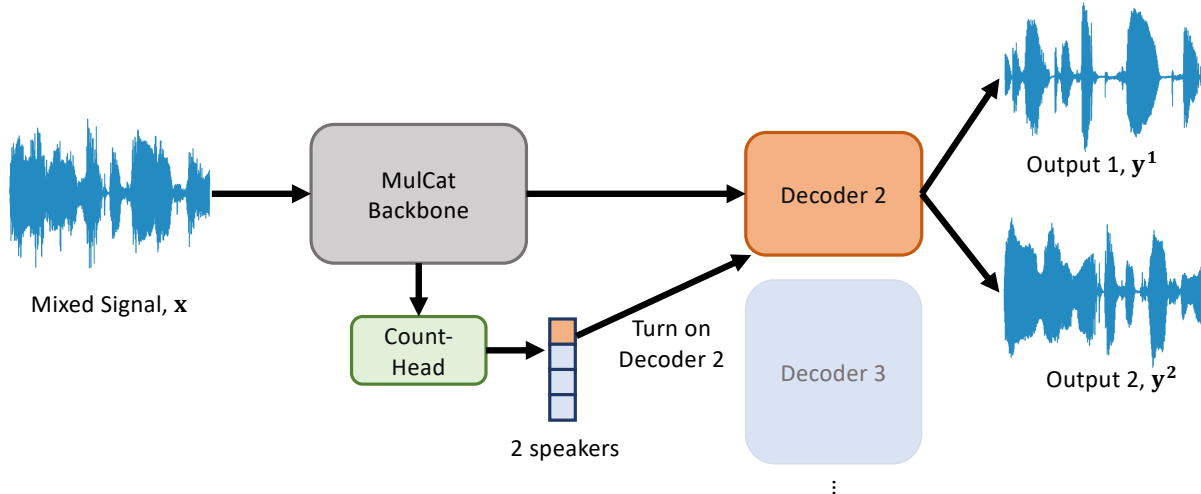 Mixed Signal, x
MulCat
Backbone
Count-
Head
2 speakers
Turn on
Decoder 2
Decoder 2
Decoder 3
⋮
Output 1, y¹
Output 2, y²